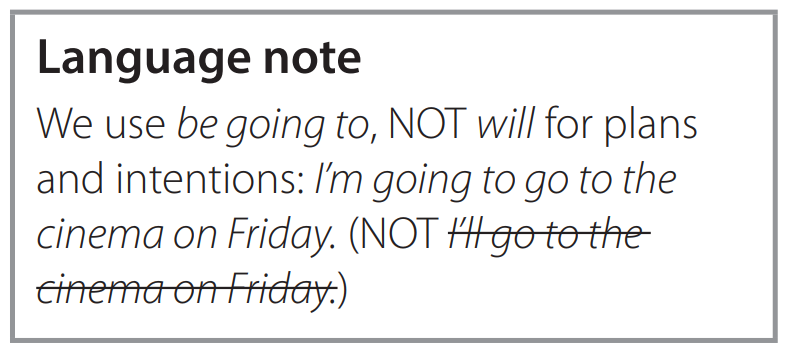 Language note
We use be going to, NOT will for plans
and intentions: I’m going to go to the
cinema on Friday. (NOT I’ll go to the
cinema on Friday.)